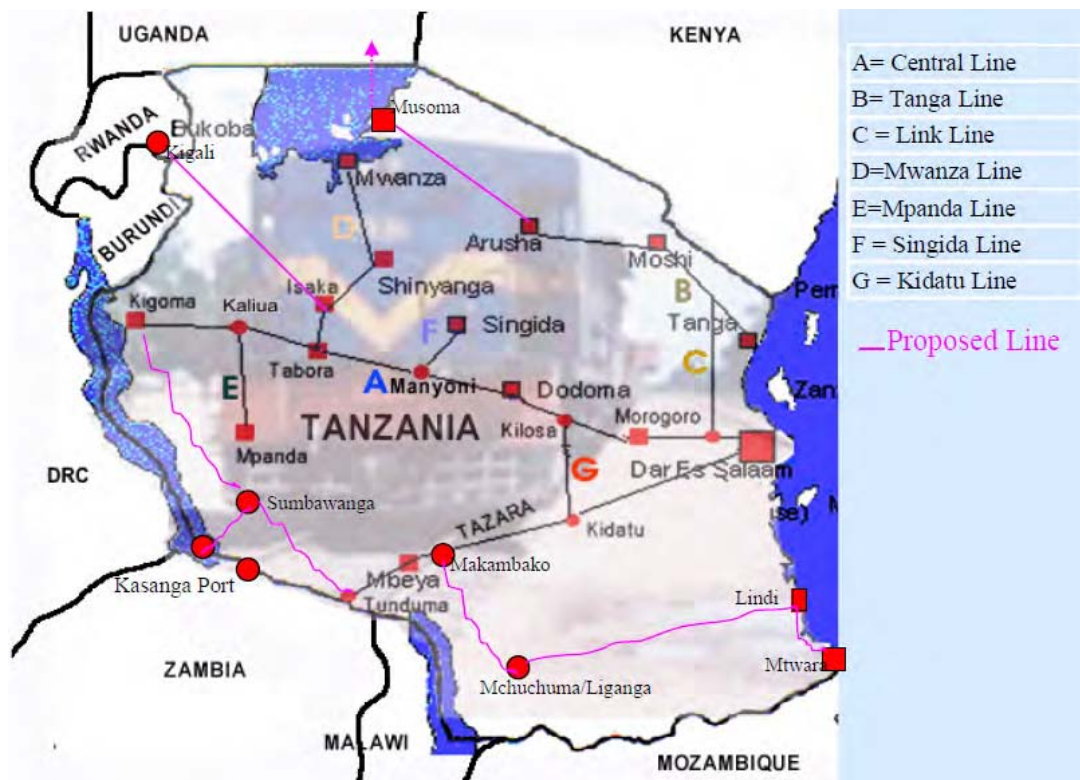 UGANDA
KENYA
A= Central Line
B= Tanga Line
C = Link Line
D=Mwanza Line
E=Mpanda Line
F = Singida Line
G = Kidatu Line
Proposed Line
Musoma
RWANDA
Bukoba
Kigali
Mwanza
BURUNDI
D
Arusha
Moshi
Isaka
Shinyanga
B
Kigoma
Kaliua
F
Singida
Tanga
Pem
C
Tabora
A
Manyoni
E
Dodoma
Zan
TANZANIA
Kilosa
Morogoro
Mpanda
G
Dar Es Salaam
DRC
Sumbawanga
TAZARA
Kidatu
Makambako
Mbeya
Kasanga Port
Tunduma
Lindi
ZAMBIA
Mtwara
Mchuchuma/Liganga
MALAWI
MOZAMBIQUE